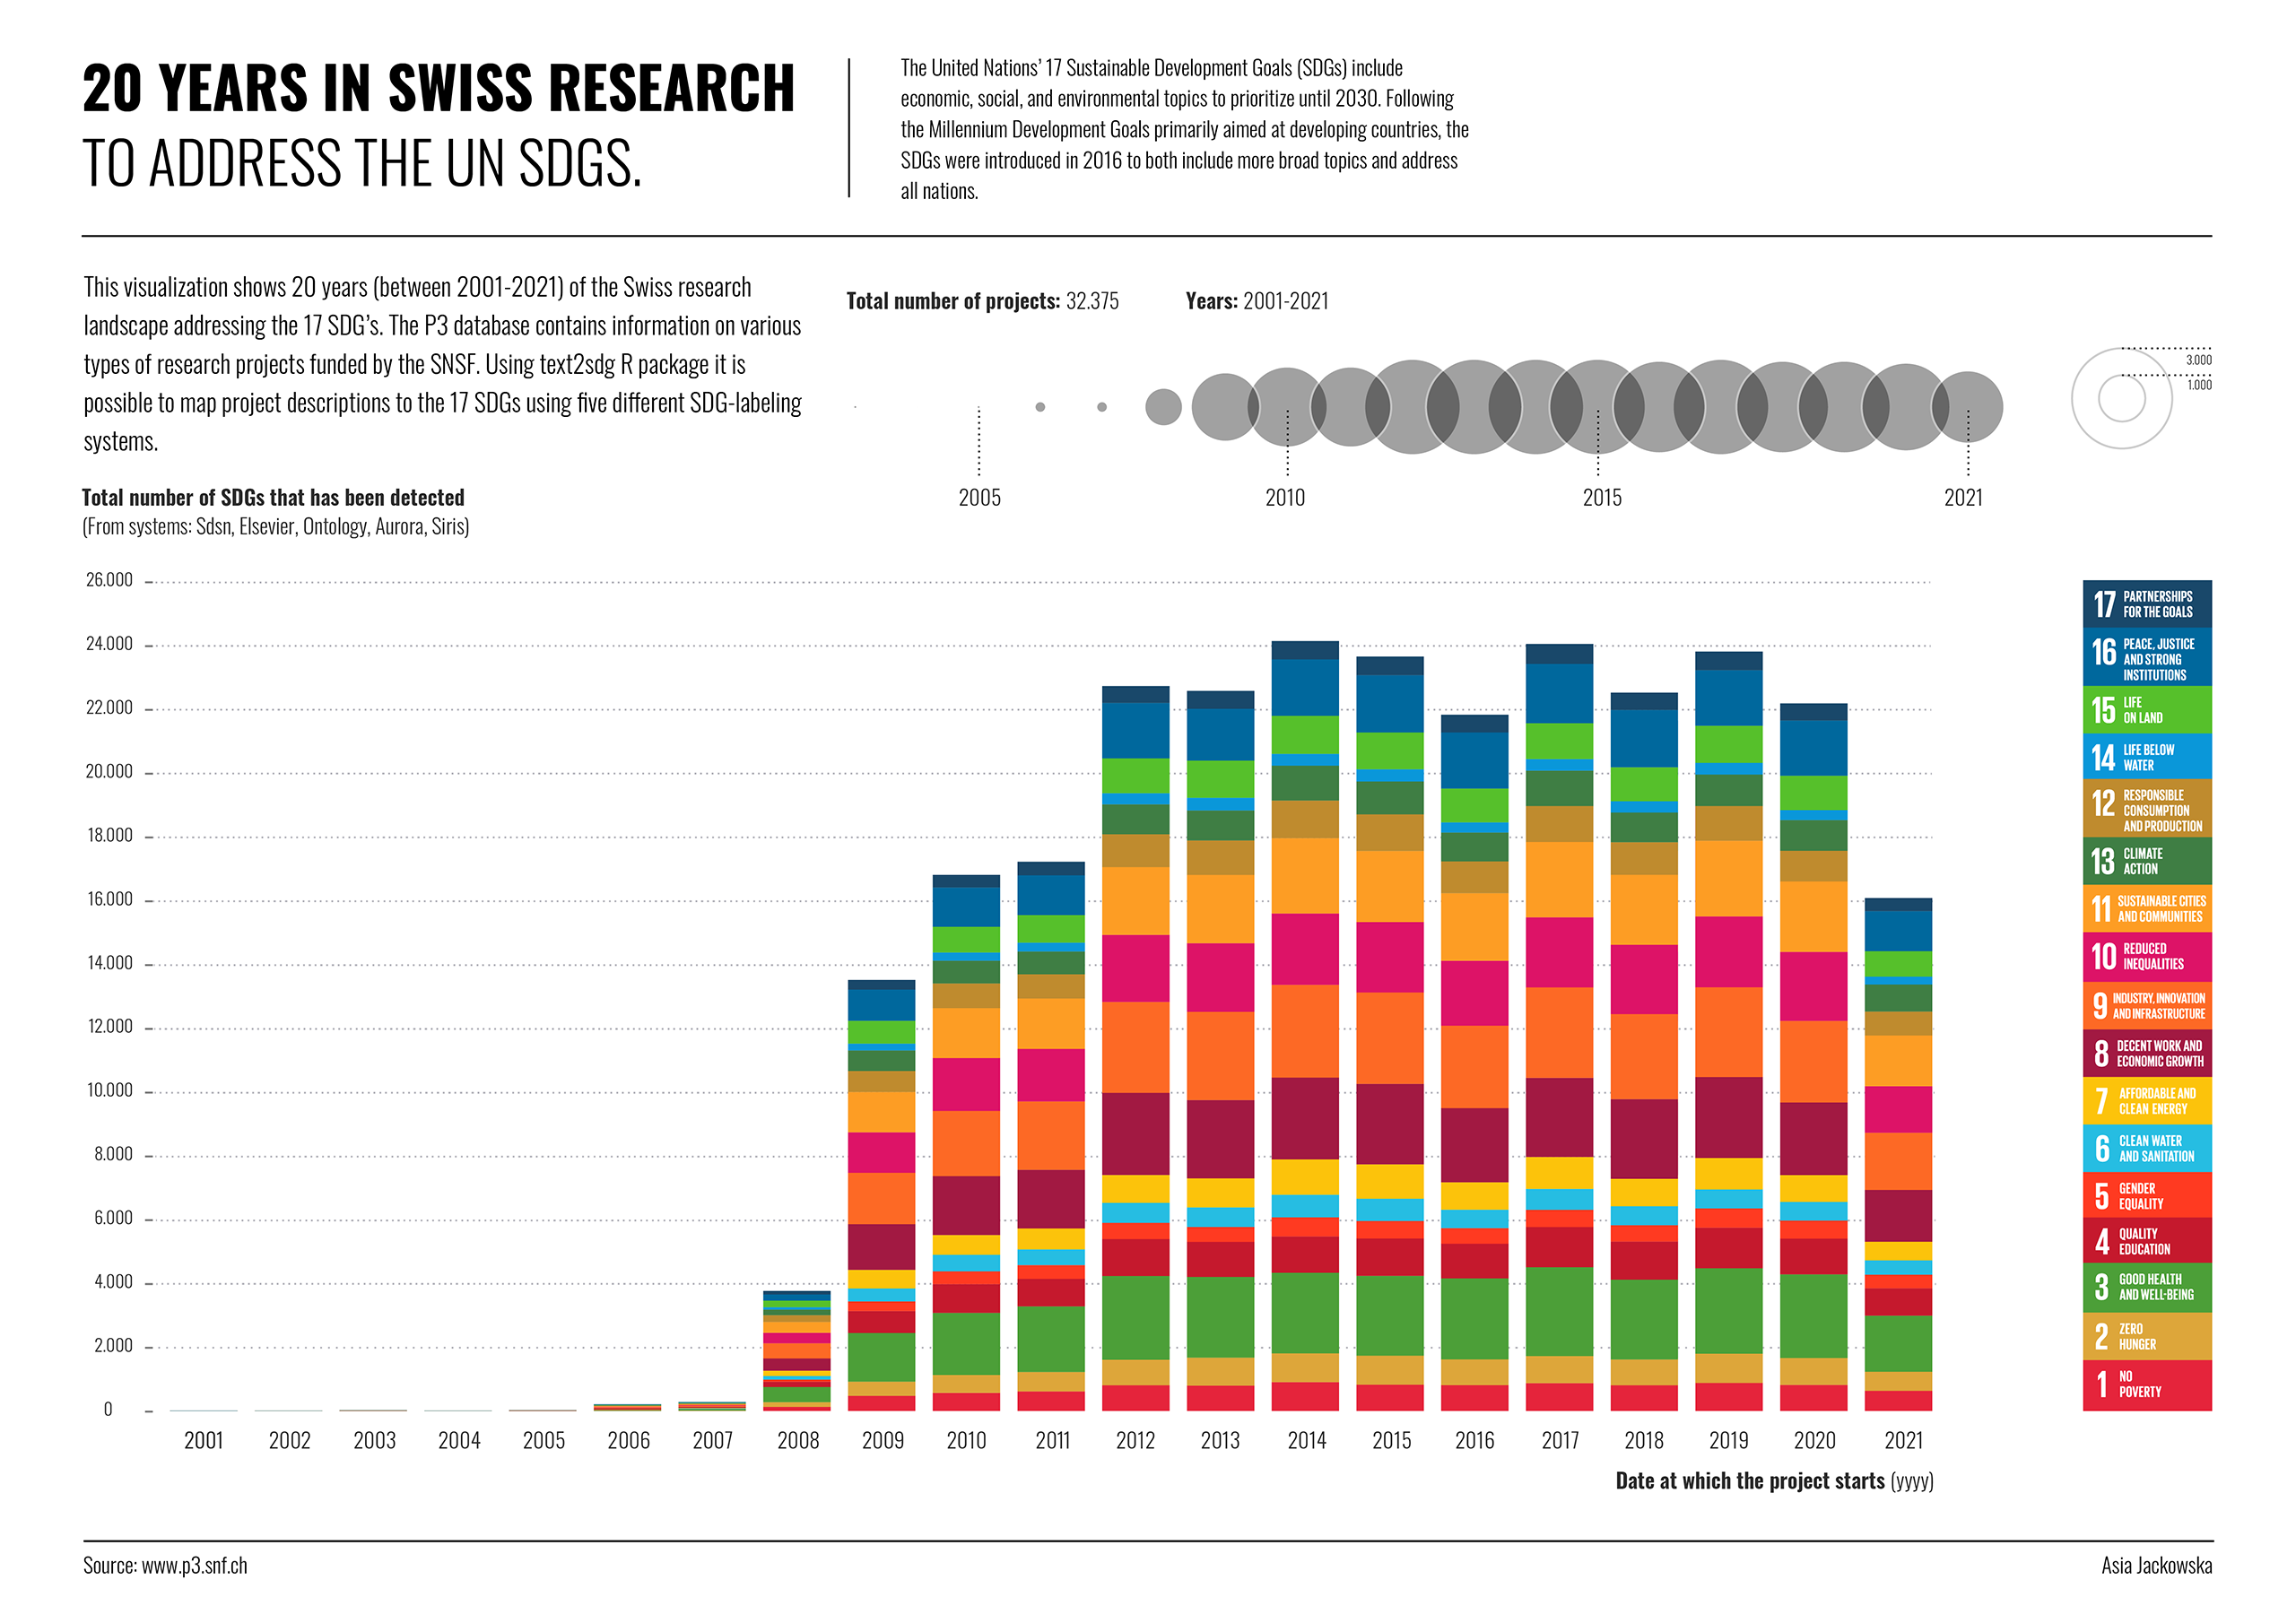 20 YEARS IN SWISS RESEARCH
TO ADDRESS THE UN SDGS.
The United Nations’ 17 Sustainable Development Goals (SDGs) include
economic, social, and environmental topics to prioritize until 2030. Following
the Millennium Development Goals primarily aimed at developing countries, the
SDGs were introduced in 2016 to both include more broad topics and address
all nations.
This visualization shows 20 years (between 2001-2021) of the Swiss research
landscape addressing the 17 SDG’s. The P3 database contains information on various
types of research projects funded by the SNSF. Using text2sdg R package it is
possible to map project descriptions to the 17 SDGs using five different SDG-labeling
systems.
Total number of projects: 32.375
Years: 2001-2021
3.000
1.000
2005
2010
2015
2021
Total number of SDGs that has been detected
(From systems: Sdsn, Elsevier, Ontology, Aurora, Siris)
26.000
24.000
22.000
20.000
18.000
16.000
14.000
12.000
10.000
8.000
6.000
4.000
2.000
0
2001
2002
2003
2004
2005
2006
2007
2008
2009
2010
2011
2012
2013
2014
2015
2016
2017
2018
2019
2020
2021
Date at which the project starts (yyyy)
17 PARTNERSHIPS
FOR THE GOALS
16 PEACE, JUSTICE
AND STRONG
INSTITUTIONS
15 LIFE
ON LAND
14 LIFE BELOW
WATER
12 RESPONSIBLE
CONSUMPTION
AND PRODUCTION
13 CLIMATE
ACTION
11 SUSTAINABLE CITIES
AND COMMUNITIES
10 REDUCED
INEQUALITIES
9 INDUSTRY, INNOVATION
AND INFRASTRUCTURE
8 DECENT WORK AND
ECONOMIC GROWTH
7 AFFORDABLE AND
CLEAN ENERGY
6 CLEAN WATER
AND SANITATION
5 GENDER
EQUALITY
4 QUALITY
EDUCATION
3 GOOD HEALTH
AND WELL-BEING
2 ZERO
HUNGER
1 NO
POVERTY
Source: www.p3.snf.ch
Asia Jackowska